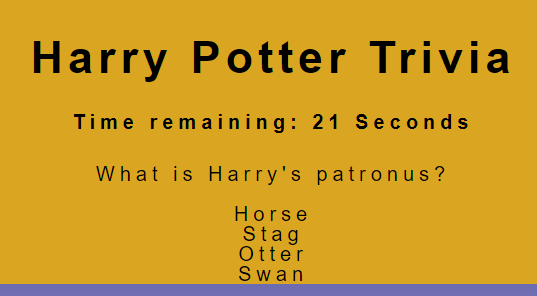 Harry Potter Trivia
Time remaining: 21 Seconds
What is Harry's patronus?
Horse
Stag
Otter
Swan